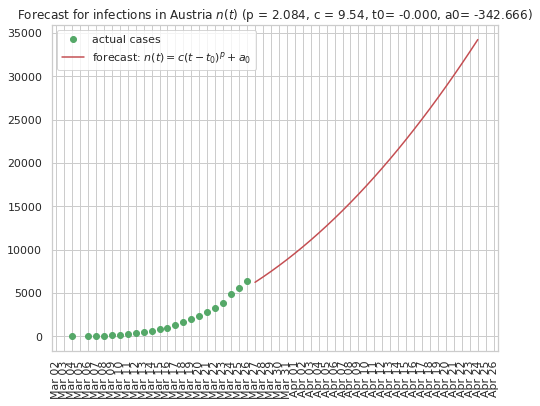 Forecast for infections in Austria n(t) (p = 2.084, c = 9.54, t0= -0.000, a0= -342.666)
actual cases
forecast: n(t) = c(t − t₀)ᵖ + a₀
35000
30000
25000
20000
15000
10000
5000
0
Mar 02
Mar 03
Mar 04
Mar 05
Mar 06
Mar 07
Mar 08
Mar 09
Mar 10
Mar 11
Mar 12
Mar 13
Mar 14
Mar 15
Mar 16
Mar 17
Mar 18
Mar 19
Mar 20
Mar 21
Mar 22
Mar 23
Mar 24
Mar 25
Mar 26
Mar 27
Mar 28
Mar 29
Mar 30
Mar 31
Apr 01
Apr 02
Apr 03
Apr 04
Apr 05
Apr 06
Apr 07
Apr 08
Apr 09
Apr 10
Apr 11
Apr 12
Apr 13
Apr 14
Apr 15
Apr 16
Apr 17
Apr 18
Apr 19
Apr 20
Apr 21
Apr 22
Apr 23
Apr 24
Apr 25
Apr 26